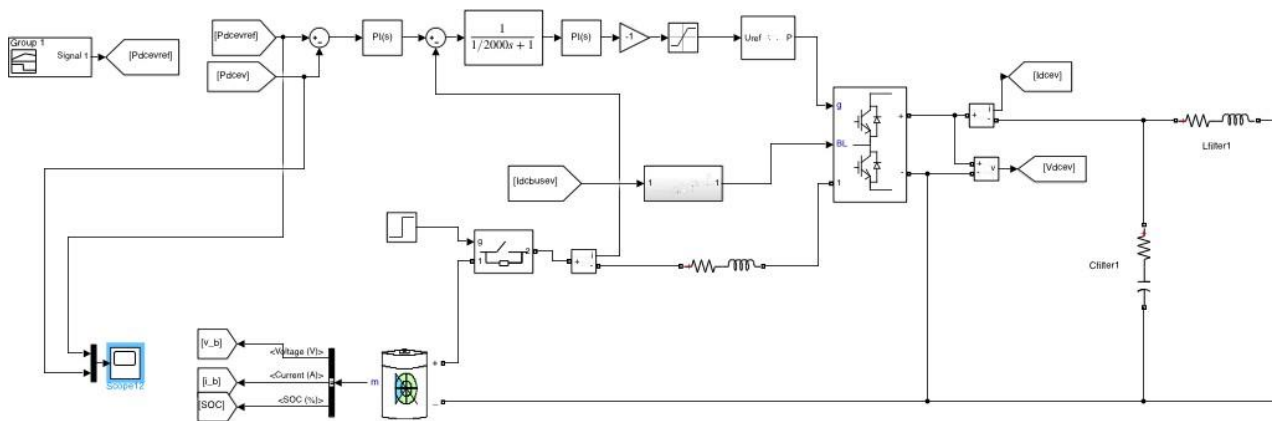 Group 1
Signal 1
[Pdcevref]
[Pdcevref]
[Pdcev]
+
-
PI(s)
+
-
1
1/2000s + 1
PI(s)
-1
Uref
P
g
BL
1
+
-
+
i
-
[Idcev]
+
-
v
[Vdcev]
Lfilter1
Cfilter1
[Idcbusev]
1
1
g
1
2
+
i
-
[v_b]
[i_b]
[SOC]
<Voltage (V)>
<Current (A)>
<SOC (%)>
m
+
-
Scope12